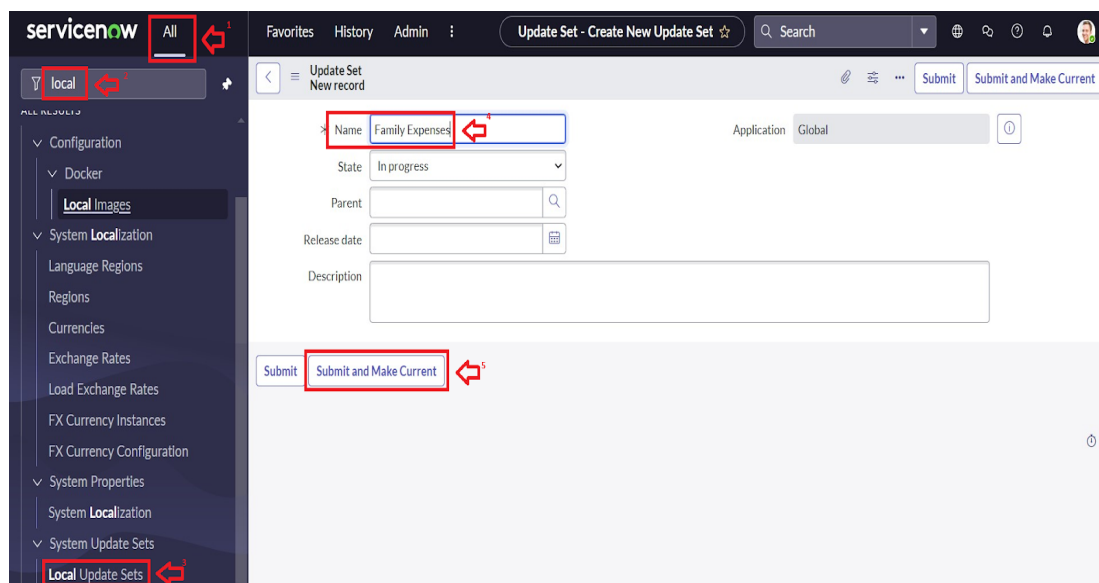 servicenow All 1 Favorites History Admin Update Set - Create New Update Set Search
local 2
Update Set
New record
Submit Submit and Make Current
ALL RESULTS
Configuration
Docker
Local Images
System Localization
Language Regions
Regions
Currencies
Exchange Rates
Load Exchange Rates
FX Currency Instances
FX Currency Configuration
System Properties
System Localization
System Update Sets
Local Update Sets 3
Name Family Expenses 4 Application Global
State In progress
Parent
Release date
Description
Submit Submit and Make Current 5